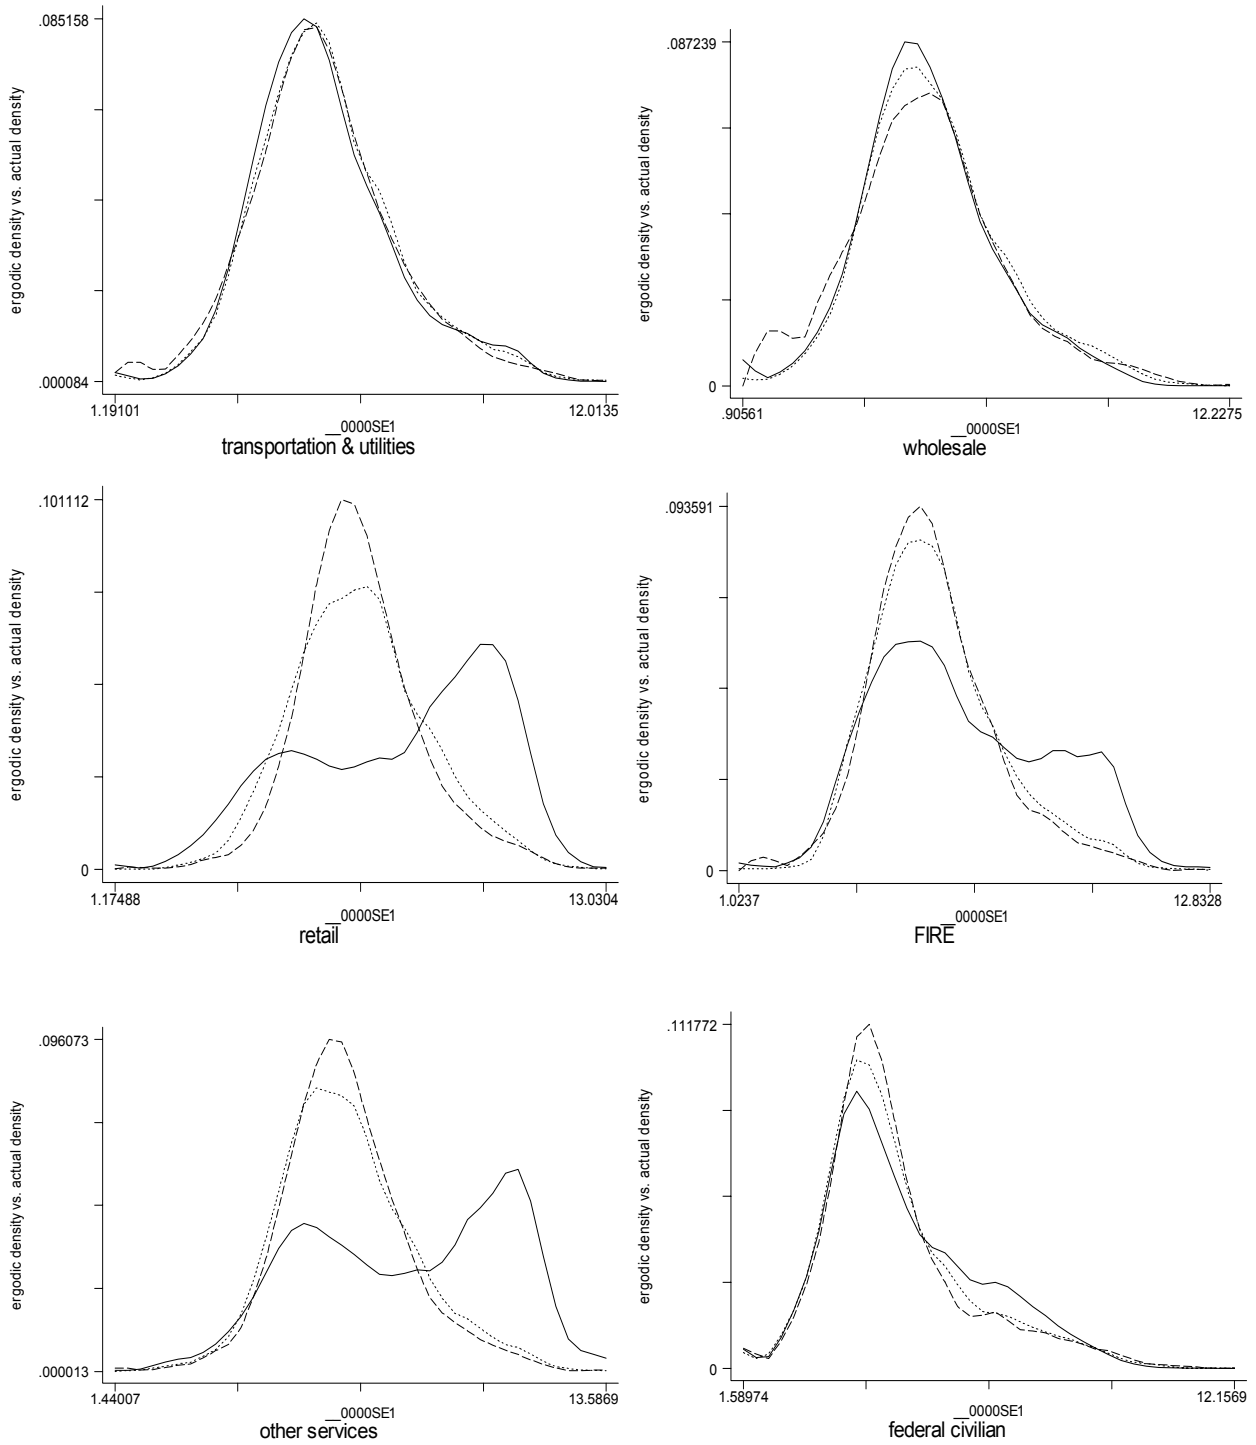 ergodic density vs. actual density
.085158
.000084
1.19101
12.0135
__0000SE1
transportation & utilities
ergodic density vs. actual density
.087239
0
.90561
12.2275
__0000SE1
wholesale
ergodic density vs. actual density
.101112
0
1.17488
13.0304
__0000SE1
retail
ergodic density vs. actual density
.093591
0
1.0237
12.8328
__0000SE1
FIRE
ergodic density vs. actual density
.096073
.000013
1.44007
13.5869
__0000SE1
other services
ergodic density vs. actual density
.111772
0
1.58974
12.1569
__0000SE1
federal civilian